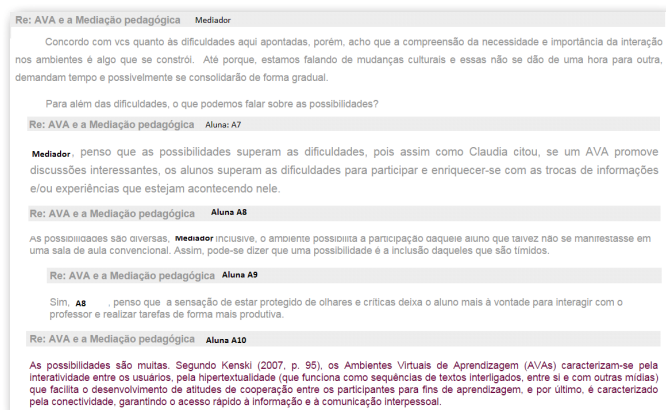 Re: AVA e a Mediação pedagógica Mediador
Concordo com vcs quanto às dificuldades aqui apontadas, porém, acho que a compreensão da necessidade e importância da interação
nos ambientes é algo que se constrói. Até porque, estamos falando de mudanças culturais e essas não se dão de uma hora para outra,
demandam tempo e possivelmente se consolidarão de forma gradual.
Para além das dificuldades, o que podemos falar sobre as possibilidades?
Re: AVA e a Mediação pedagógica Aluna: A7
Mediador, penso que as possibilidades superam as dificuldades, pois assim como Claudia citou, se um AVA promove
discussões interessantes, os alunos superam as dificuldades para participar e enriquecer-se com as trocas de informações
e/ou experiências que estejam acontecendo nele.
Re: AVA e a Mediação pedagógica Aluna A8
As possibilidades são diversas, Mediador inclusive, o ambiente possibilita a participação daquele aluno que talvez não se manifestasse em
uma sala de aula convencional. Assim, pode-se dizer que uma possibilidade é a inclusão daqueles que são tímidos.
Re: AVA e a Mediação pedagógica Aluna A9
Sim, A8 , penso que a sensação de estar protegido de olhares e críticas deixa o aluno mais à vontade para interagir com o
professor e realizar tarefas de forma mais produtiva.
Re: AVA e a Mediação pedagógica Aluna A10
As possibilidades são muitas. Segundo Kenski (2007, p. 95), os Ambientes Virtuais de Aprendizagem (AVAs) caracterizam-se pela
interatividade entre os usuários, pela hipertextualidade (que funciona como sequências de textos interligados, entre si e com outras mídias)
que facilita o desenvolvimento de atitudes de cooperação entre os participantes para fins de aprendizagem, e por último, é caracterizado
pela conectividade, garantindo o acesso rápido à informação e à comunicação interpessoal.